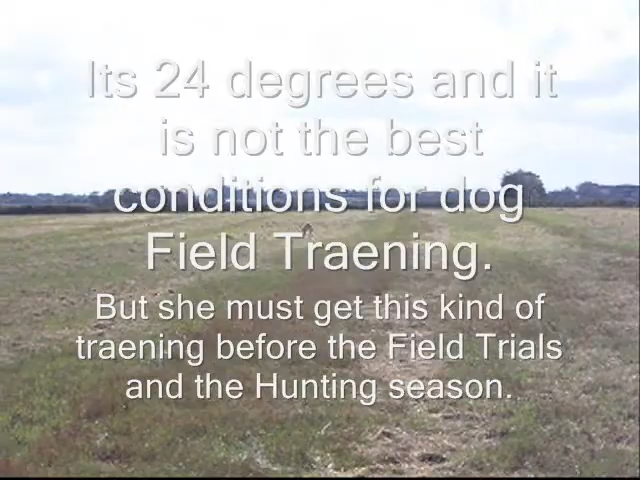 Its 24 degrees and it
is not the best
conditions for dog
Field Traening.
But she must get this kind of
traening before the Field Trials
and the Hunting season.